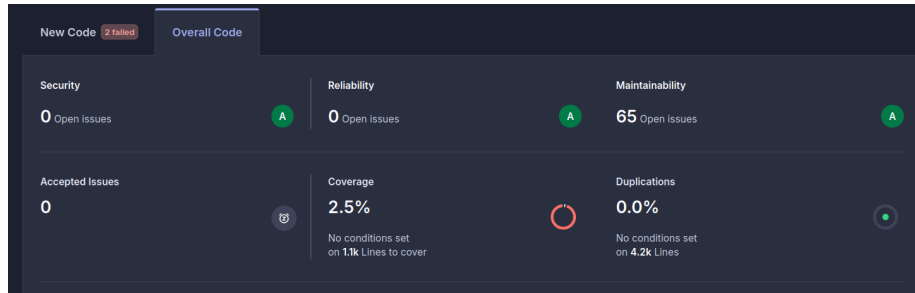 New Code 2 failed Overall Code
Security Reliability Maintainability
0 Open issues A 0 Open issues A 65 Open issues A
Accepted Issues Coverage Duplications
0 2.5% 0.0%
No conditions set No conditions set
on 1.1k Lines to cover on 4.2k Lines